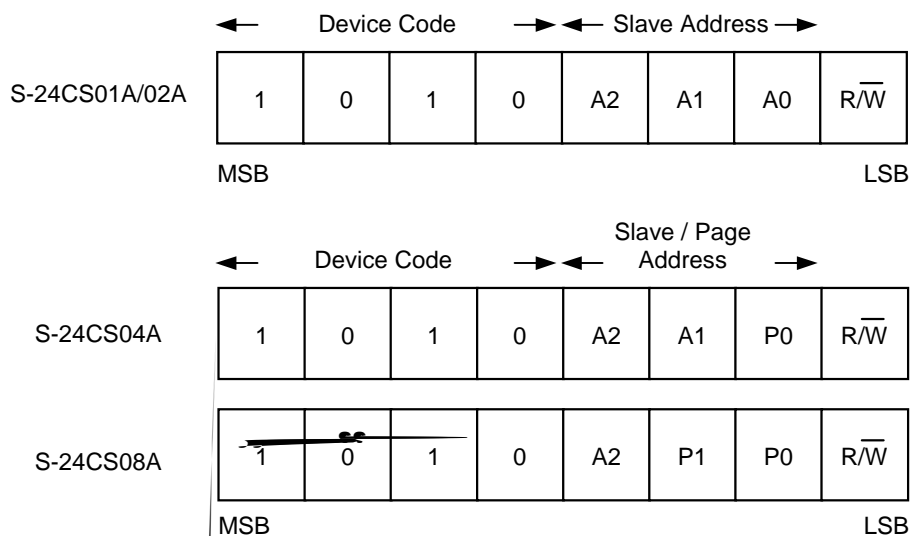 Device Code Slave Address
S-24CS01A/02A 1 0 1 0 A2 A1 A0 R/W̅
MSB LSB
Slave / Page
Device Code Address
S-24CS04A 1 0 1 0 A2 A1 P0 R/W̅
S-24CS08A 1 0 1 0 A2 P1 P0 R/W̅
MSB LSB